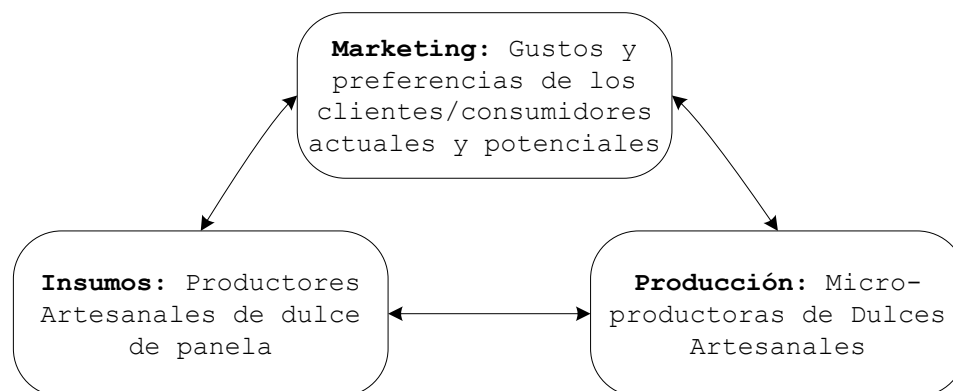 Marketing: Gustos y
preferencias de los
clientes/consumidores
actuales y potenciales
Insumos: Productores
Artesanales de dulce
de panela
Producción: Micro-
productoras de Dulces
Artesanales